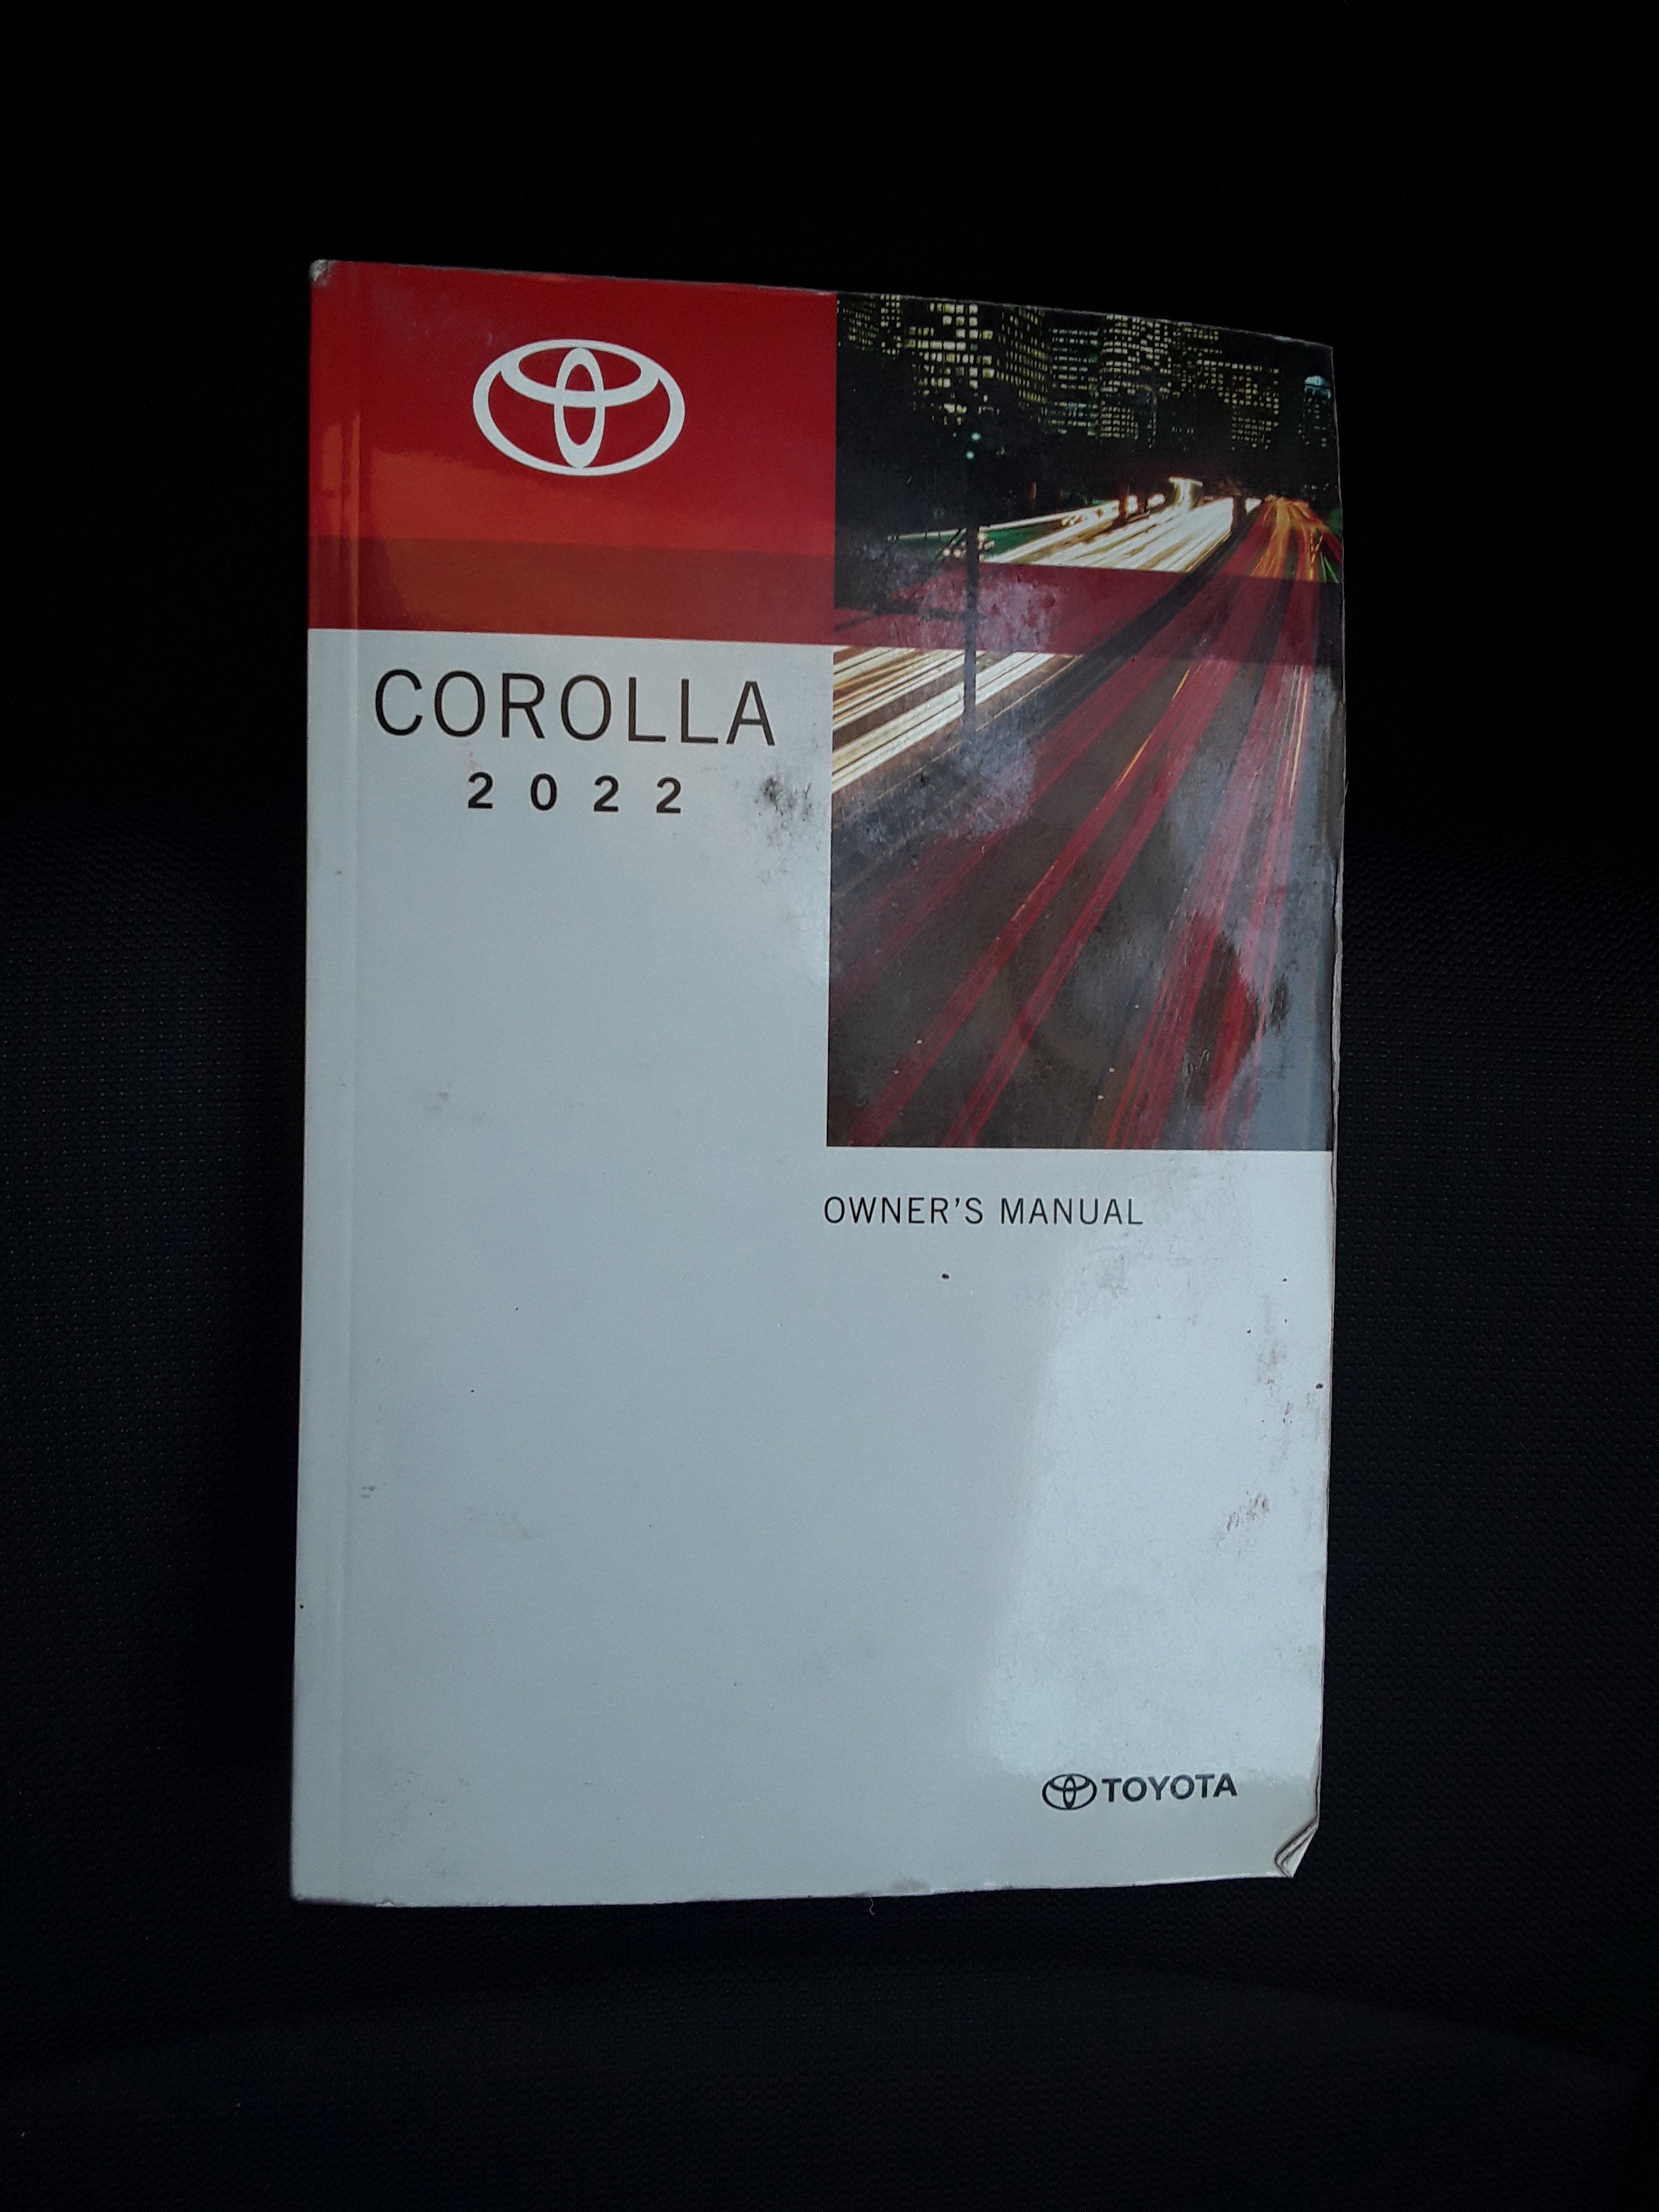 COROLLA
2022
OWNER'S MANUAL
TOYOTA